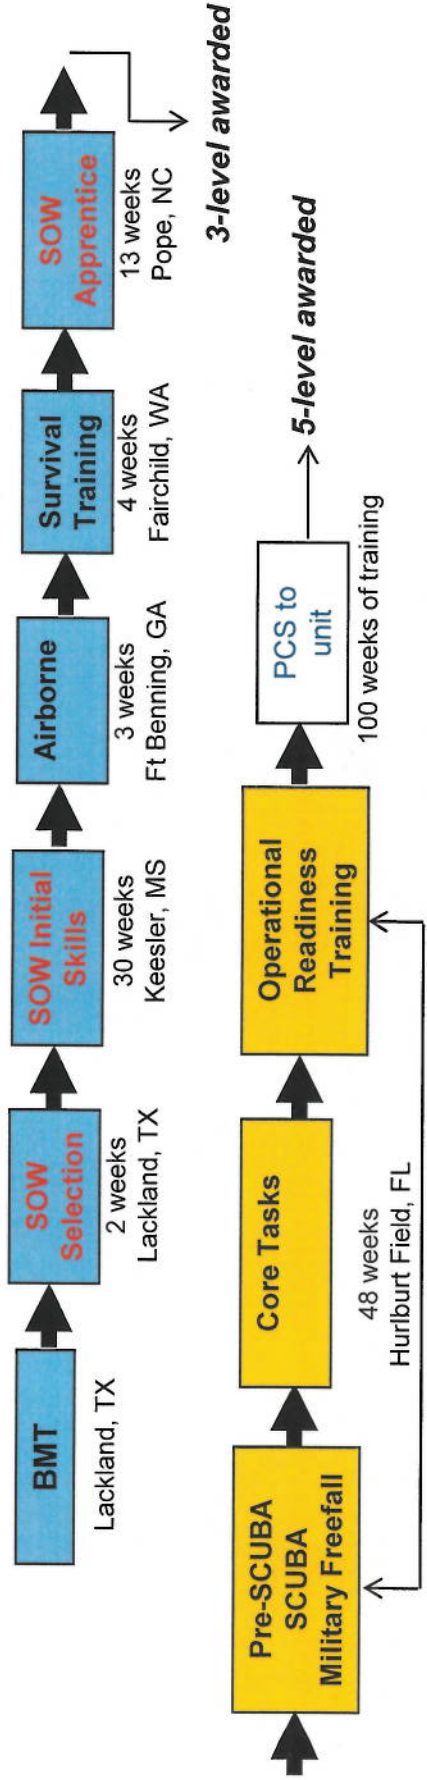 BMT
Lackland, TX
SOW
Selection
2 weeks
Lackland, TX
SOW Initial
Skills
30 weeks
Keesler, MS
Airborne
3 weeks
Ft Benning, GA
Survival
Training
4 weeks
Fairchild, WA
SOW
Apprentice
13 weeks
Pope, NC
3-level awarded
Pre-SCUBA
SCUBA
Military Freefall
Core Tasks
Operational
Readiness
Training
48 weeks
Hurlburt Field, FL
PCS to
unit
100 weeks of training
5-level awarded